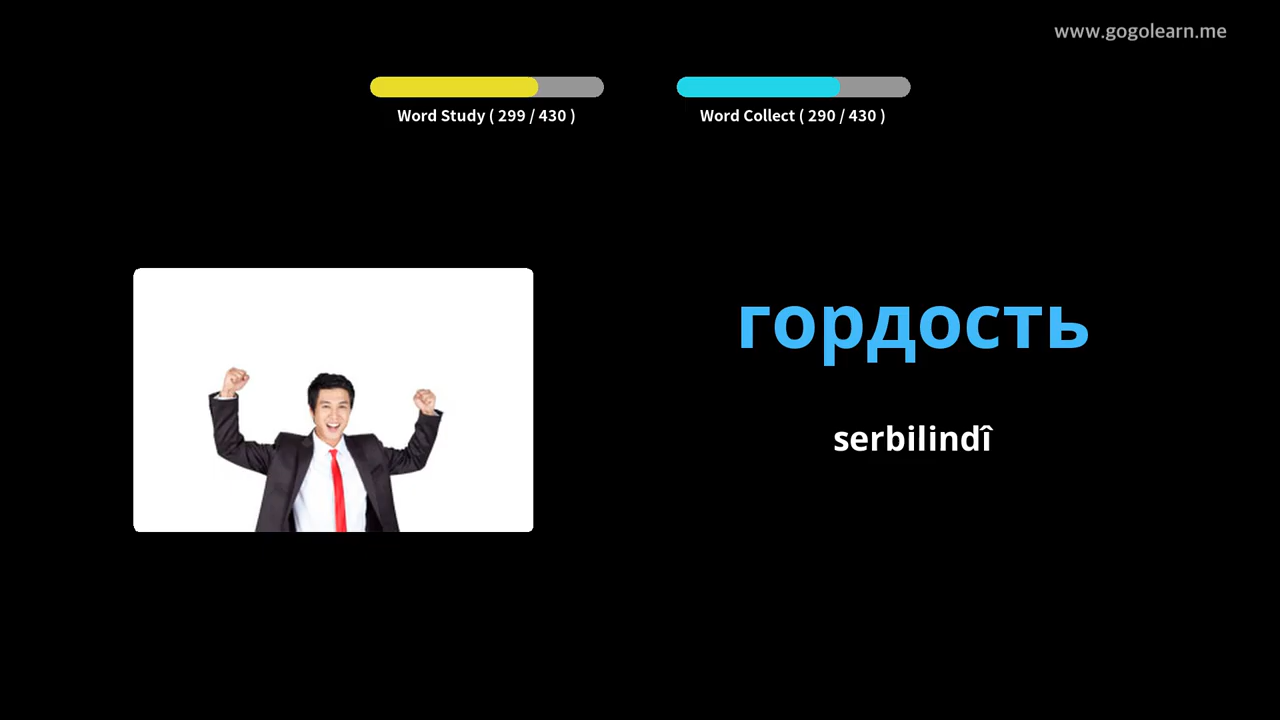 www.gogolearn.me
Word Study ( 299 / 430 )
Word Collect ( 290 / 430 )
гордость
serbilindî